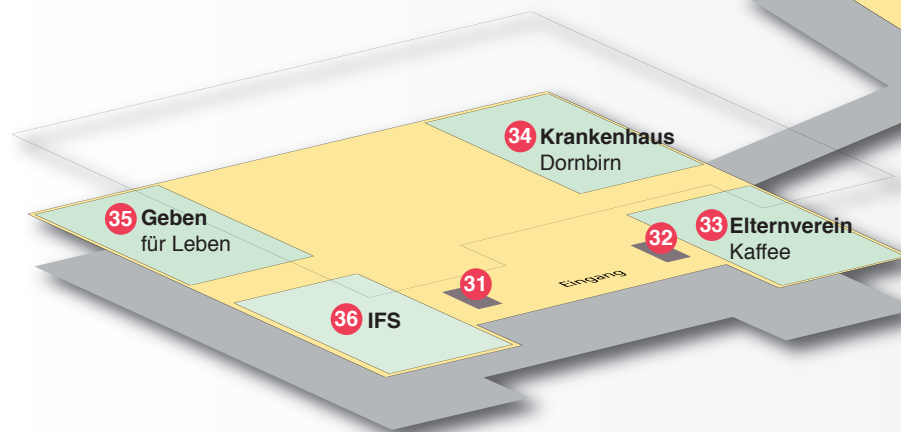 34 Krankenhaus
Dornbirn
35 Geben
für Leben
33 Elternverein
Kaffee
32
31
Eingang
36 IFS